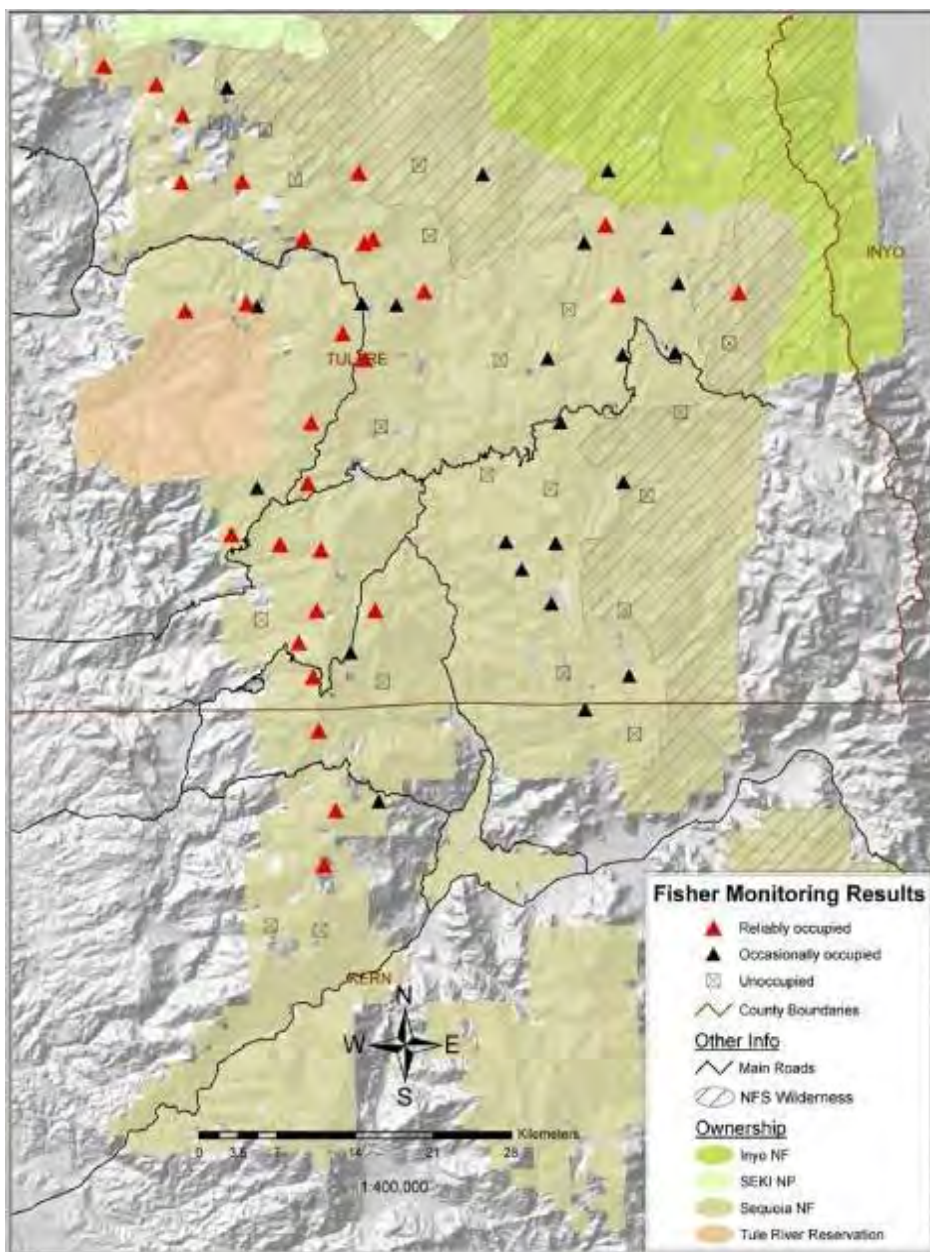 INYO
TULARE
KERN
N
W E
S
Kilometers
0 3.5 7 14 21 28
1:400,000
Fisher Monitoring Results
Reliably occupied
Occasionally occupied
Unoccupied
County Boundaries
Other Info
Main Roads
NFS Wilderness
Ownership
Inyo NF
SEKI NP
Sequoia NF
Tule River Reservation